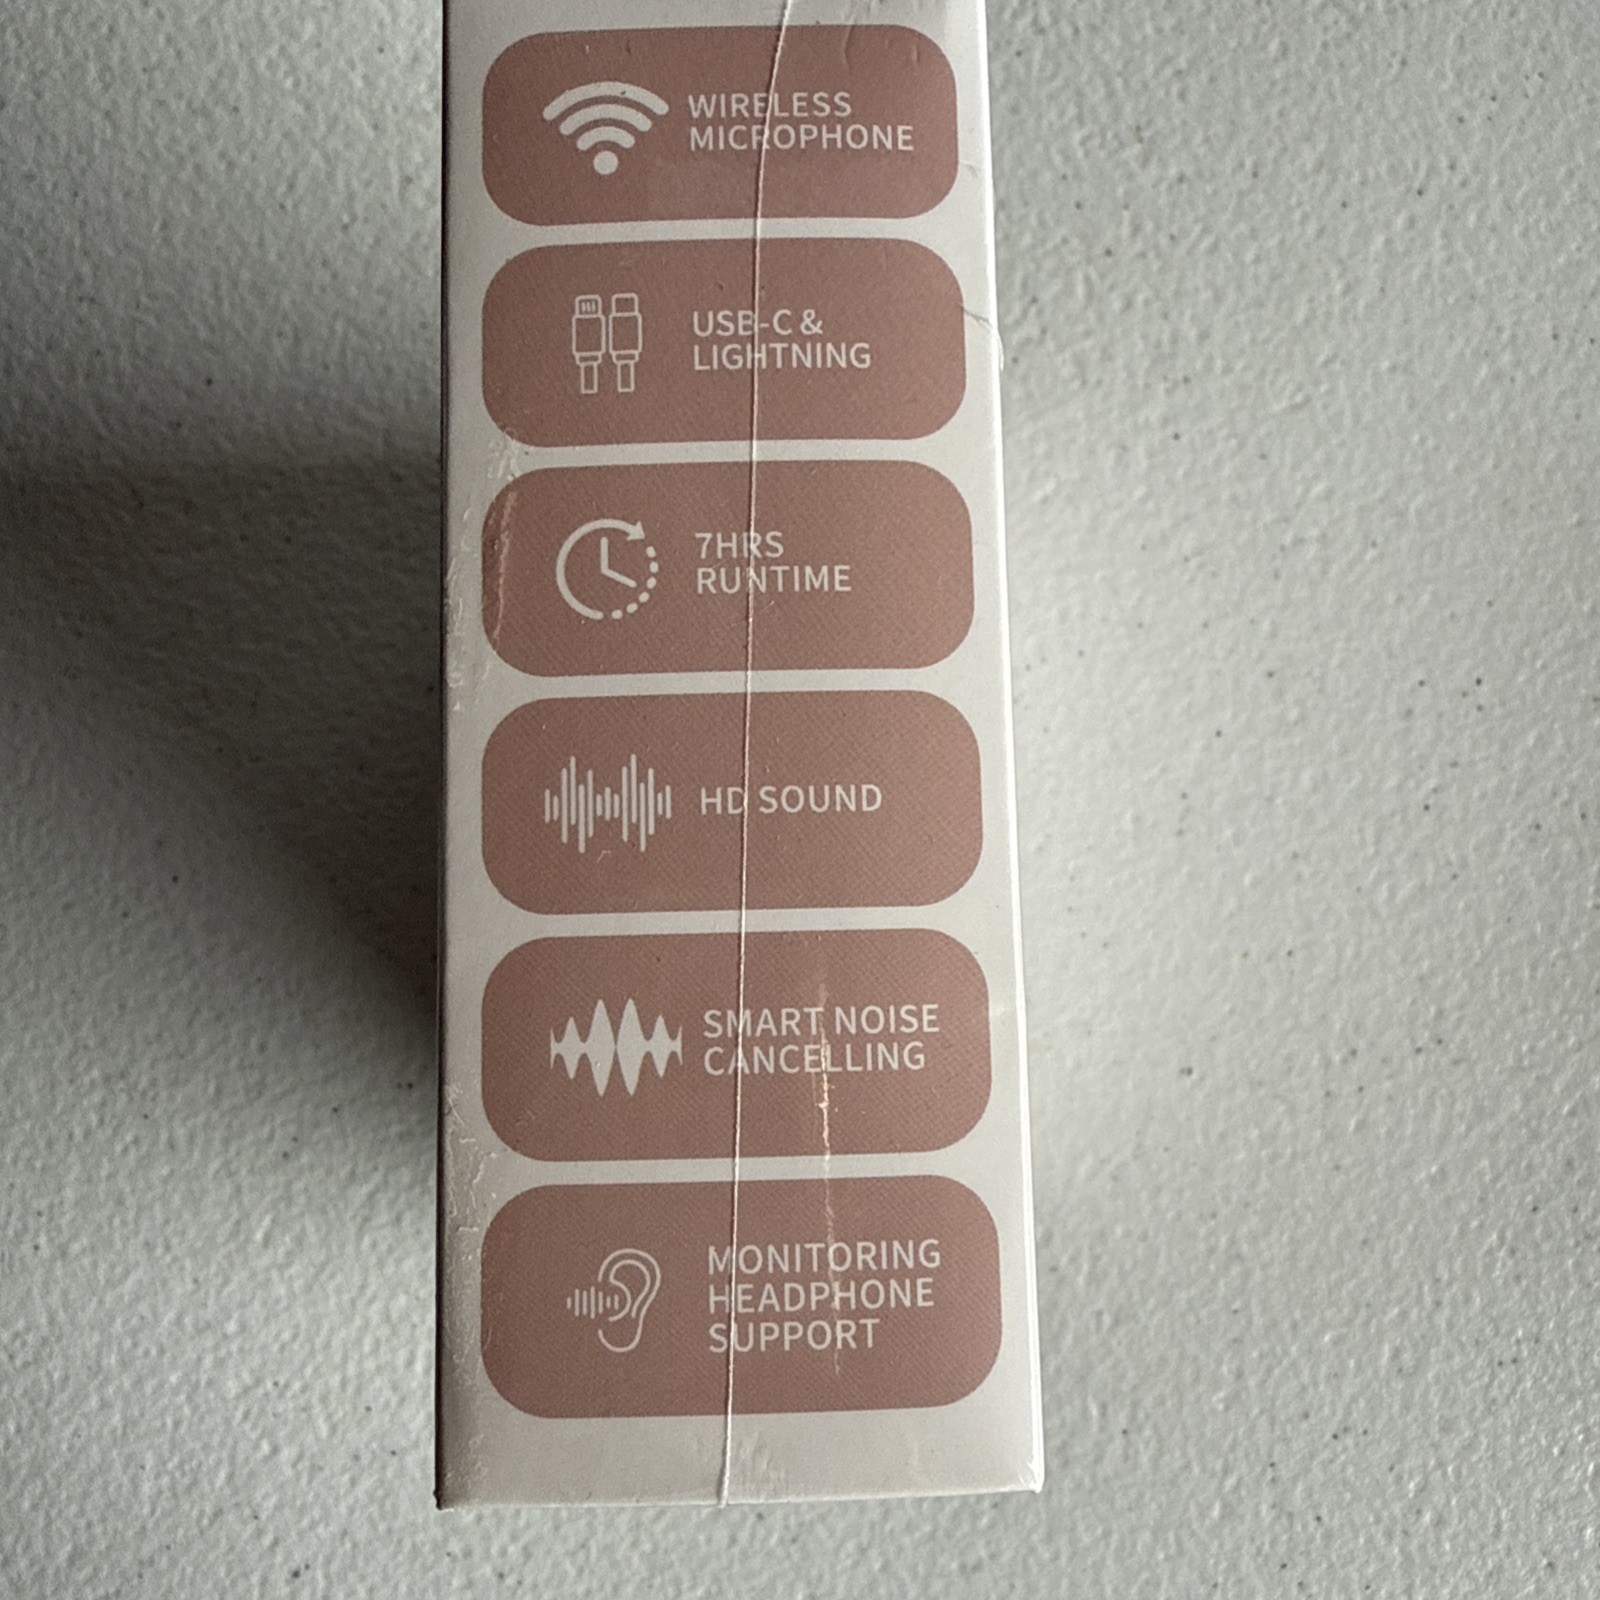 WIRELESS
MICROPHONE
USB-C &
LIGHTNING
7HRS
RUNTIME
HD SOUND
SMART NOISE
CANCELLING
MONITORING
HEADPHONE
SUPPORT